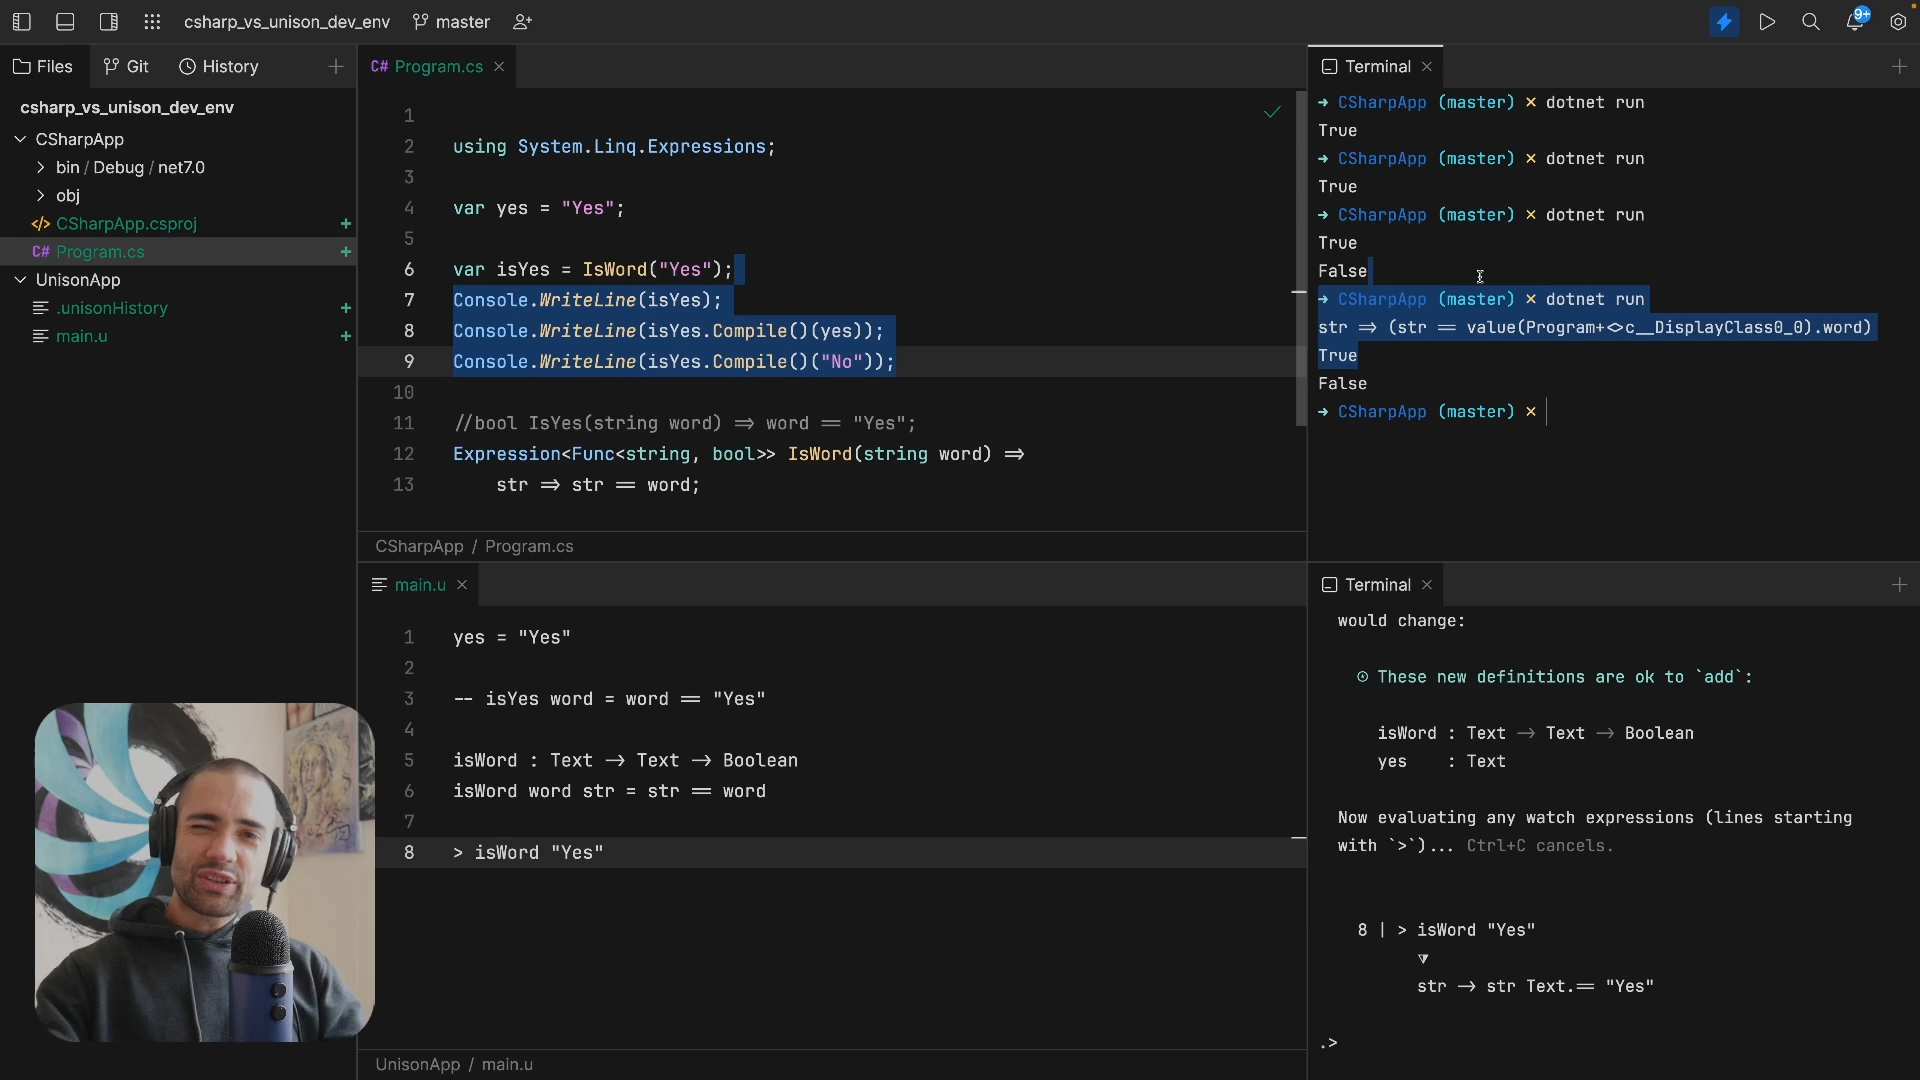 csharp_vs_unison_dev_env master
9+
Files Git History
csharp_vs_unison_dev_env
CSharpApp
bin / Debug / net7.0
obj
</> CSharpApp.csproj +
C# Program.cs +
UnisonApp
.unisonHistory +
main.u +
C# Program.cs ×
1
2 using System.Linq.Expressions;
3
4 var yes = "Yes";
5
6 var isYes = IsWord("Yes");
7 Console.WriteLine(isYes);
8 Console.WriteLine(isYes.Compile()(yes));
9 Console.WriteLine(isYes.Compile()("No"));
10
11 //bool IsYes(string word) => word == "Yes";
12 Expression<Func<string, bool>> IsWord(string word) =>
13 str => str == word;
CSharpApp / Program.cs
Terminal ×
→ CSharpApp (master) × dotnet run
True
→ CSharpApp (master) × dotnet run
True
→ CSharpApp (master) × dotnet run
True
False
→ CSharpApp (master) × dotnet run
str => (str == value(Program+<>c__DisplayClass0_0).word)
True
False
→ CSharpApp (master) ×
main.u ×
1 yes = "Yes"
2
3 -- isYes word = word == "Yes"
4
5 isWord : Text -> Text -> Boolean
6 isWord word str = str == word
7
8 > isWord "Yes"
UnisonApp / main.u
Terminal ×
would change:
⊙ These new definitions are ok to `add`:
isWord : Text -> Text -> Boolean
yes : Text
Now evaluating any watch expressions (lines starting
with `>`)... Ctrl+C cancels.
8 | > isWord "Yes"
⧩
str -> str Text.== "Yes"
.>